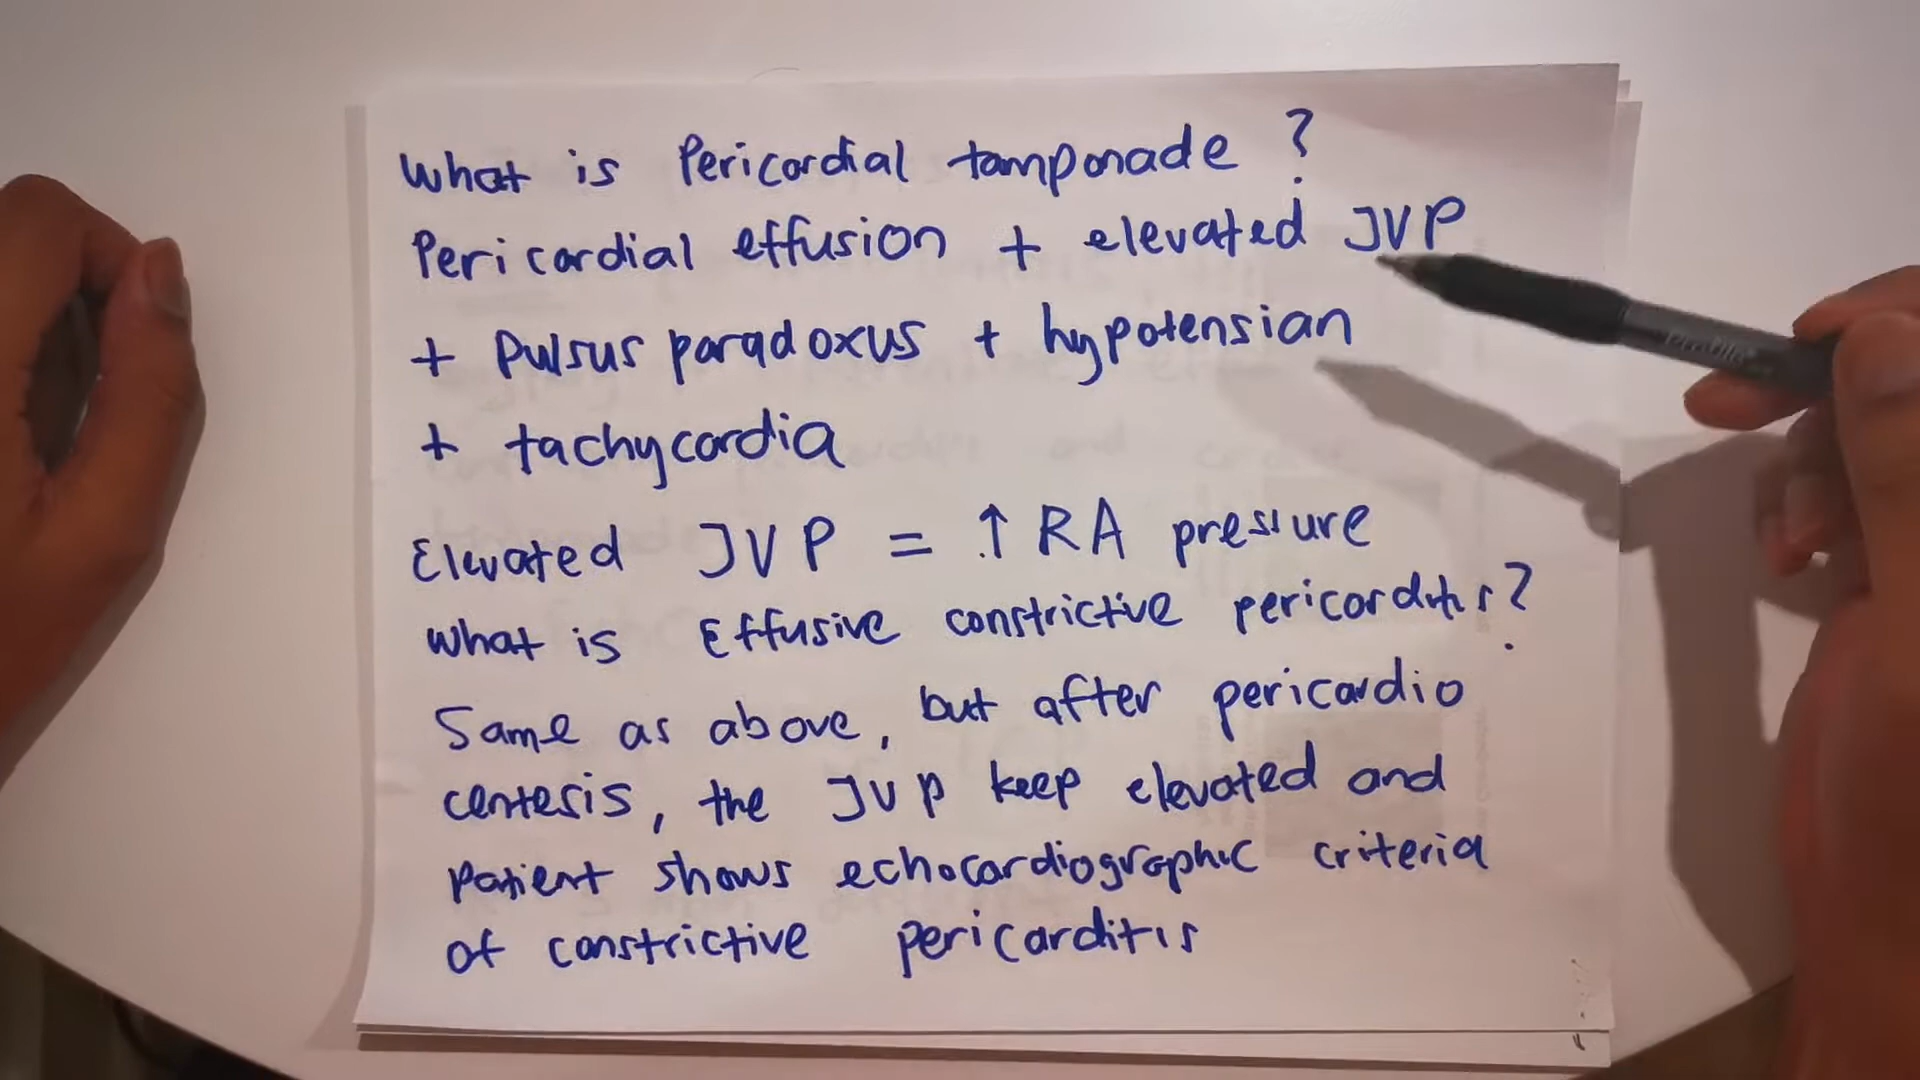 What is Pericardial tamponade ?
Pericardial effusion + elevated JVP
+ Pulsus paradoxus + hypotension
+ tachycardia
Elevated JVP = ↑ RA pressure
What is Effusive constrictive pericarditis?
Same as above, but after pericardio
centesis, the JVP keep elevated and
patient shows echocardiographic criteria
of constrictive pericarditis